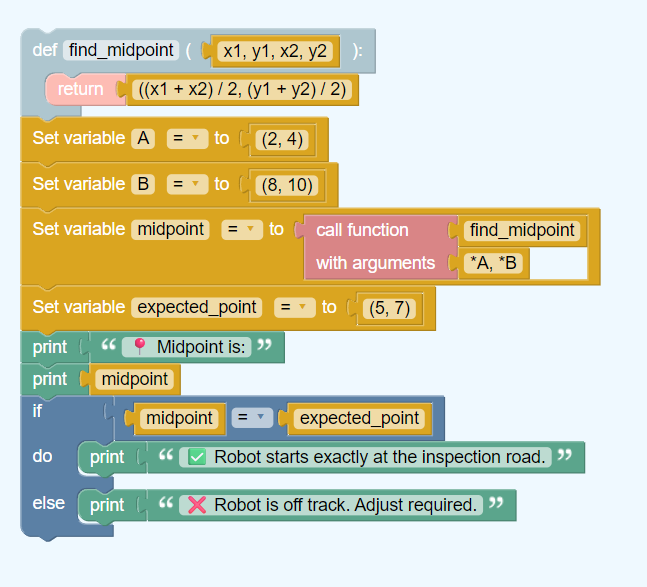 def find_midpoint ( x1, y1, x2, y2 ):
return ((x1 + x2) / 2, (y1 + y2) / 2)
Set variable A = to (2, 4)
Set variable B = to (8, 10)
Set variable midpoint = to call function find_midpoint
with arguments *A, *B
Set variable expected_point = to (5, 7)
print “ 📍 Midpoint is: ”
print midpoint
if midpoint = expected_point
do print “ ✅ Robot starts exactly at the inspection road. ”
else print “ ❌ Robot is off track. Adjust required. ”